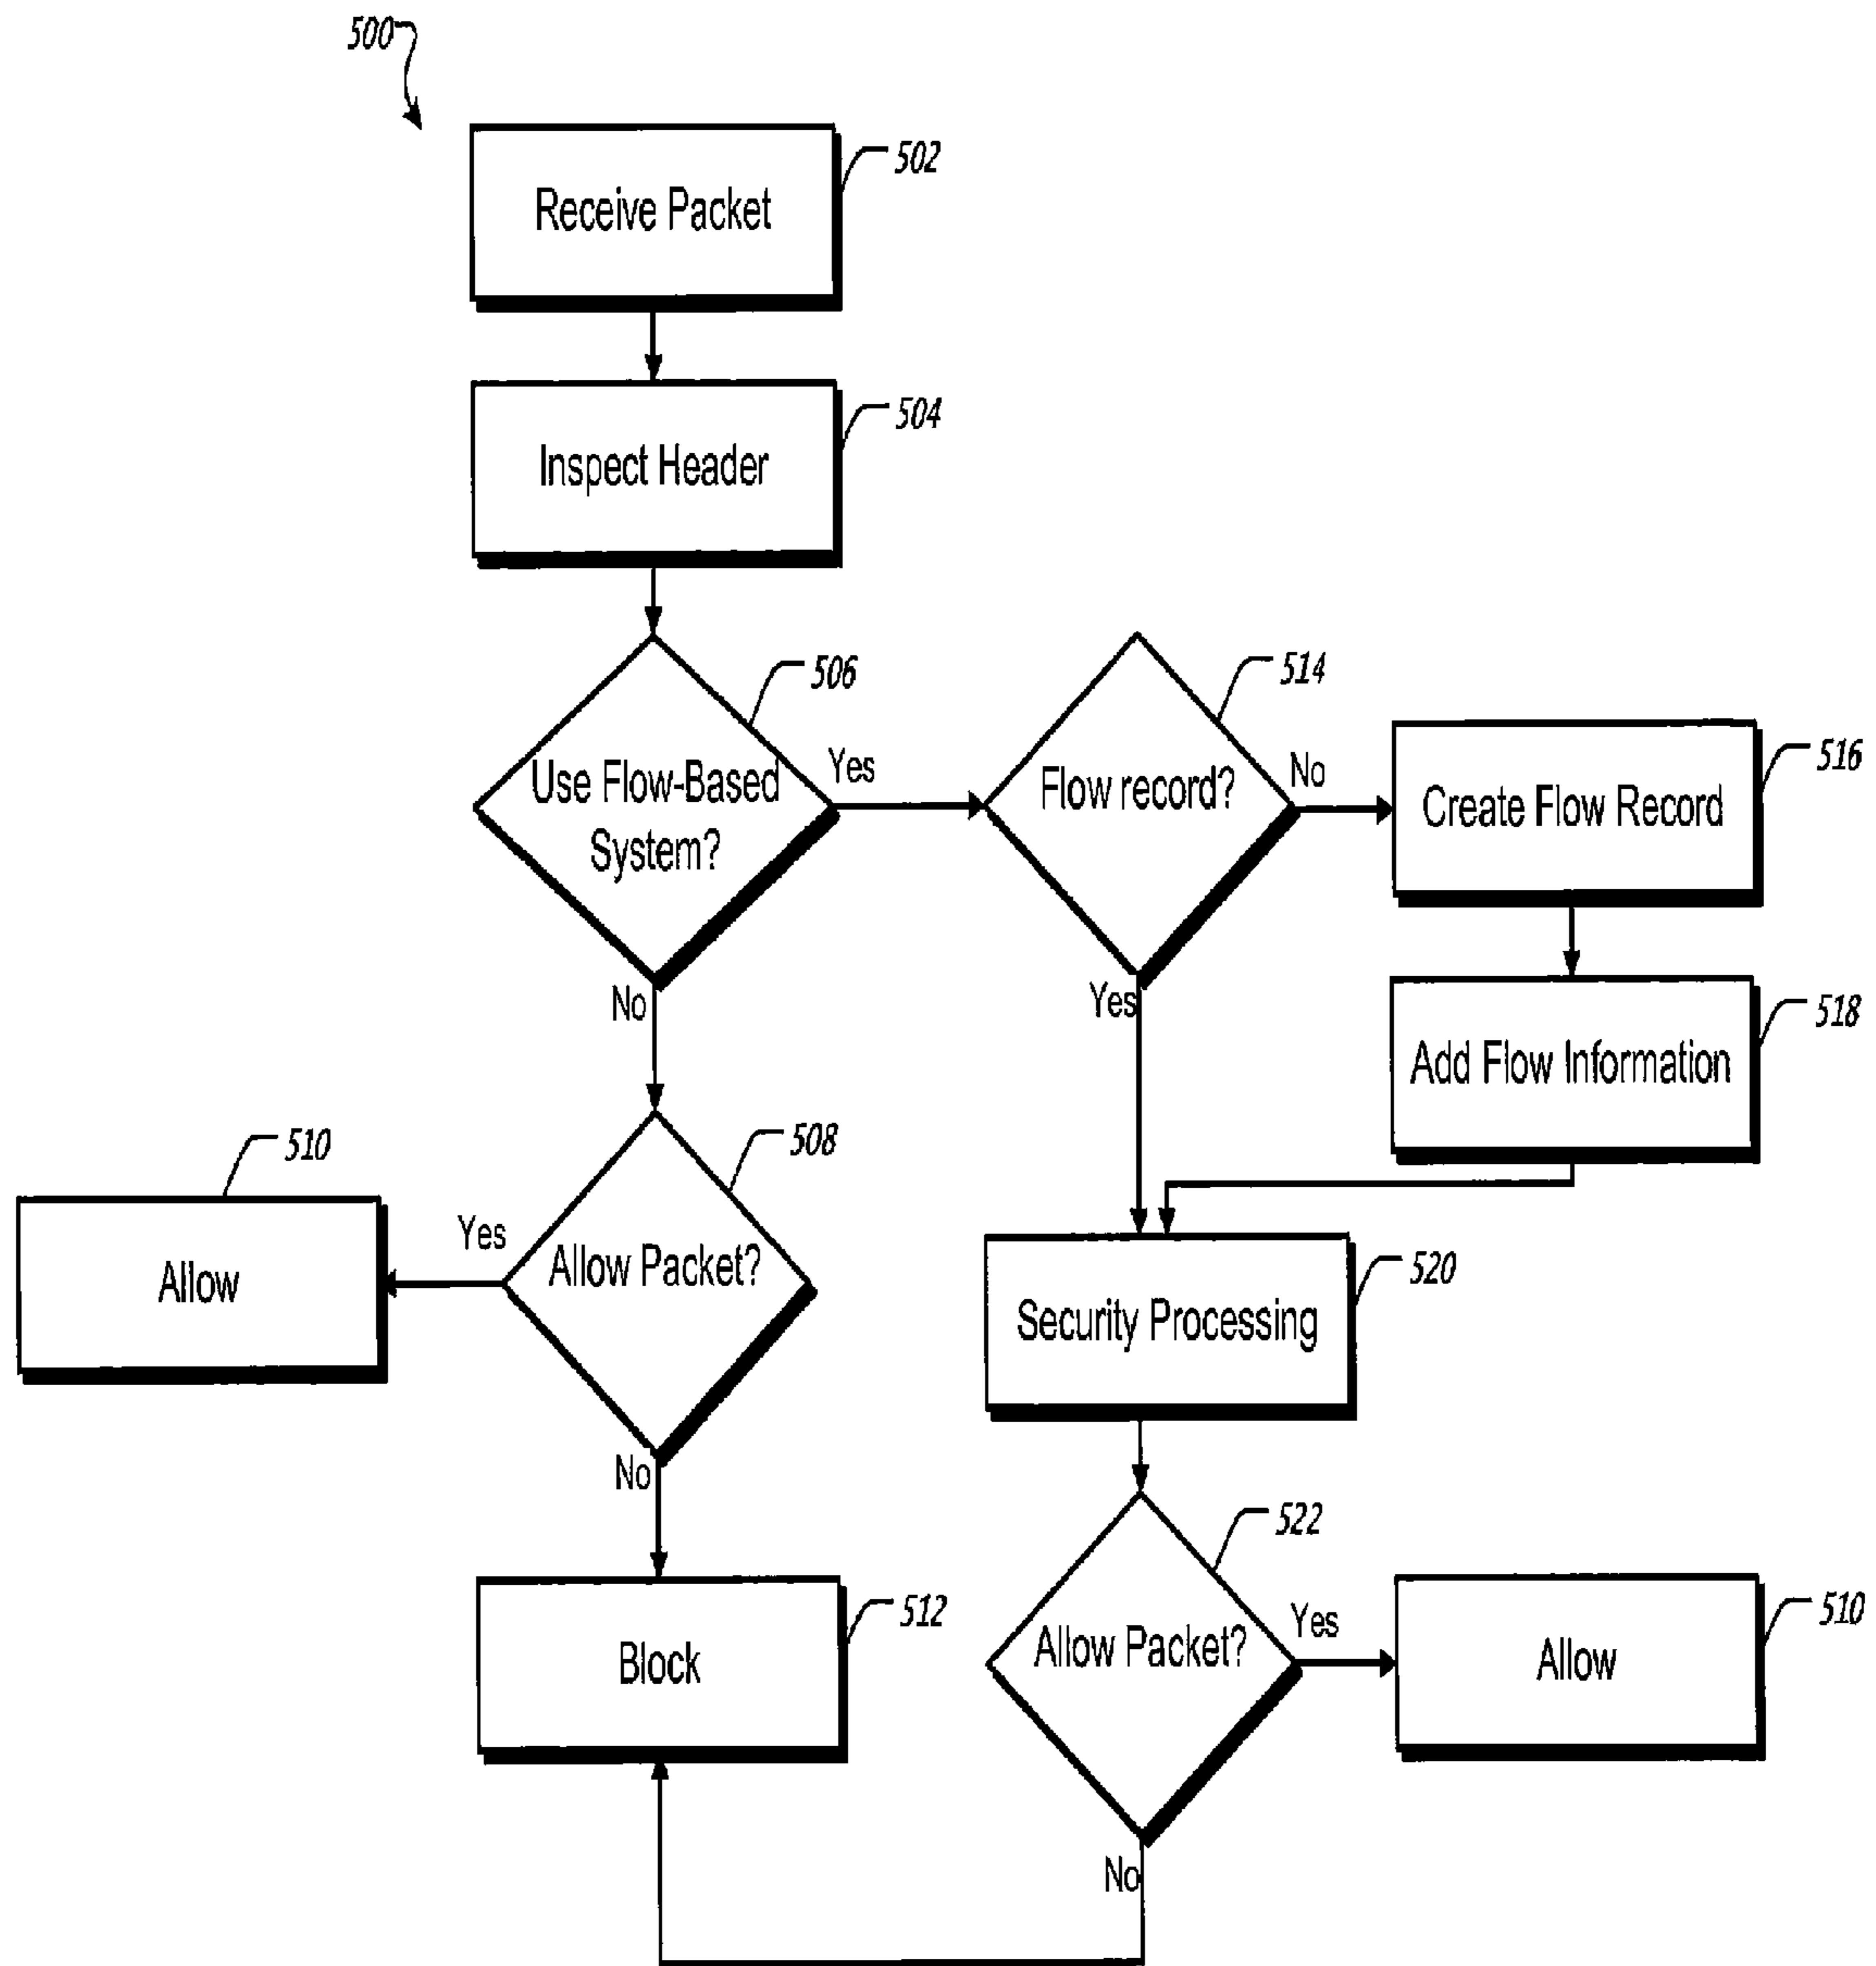 500
502
Receive Packet
504
Inspect Header
506
Use Flow-Based
System?
Yes
No
514
Flow record?
No
Yes
516
Create Flow Record
518
Add Flow Information
508
Allow Packet?
Yes
No
510
Allow
520
Security Processing
512
Block
522
Allow Packet?
Yes
No
510
Allow